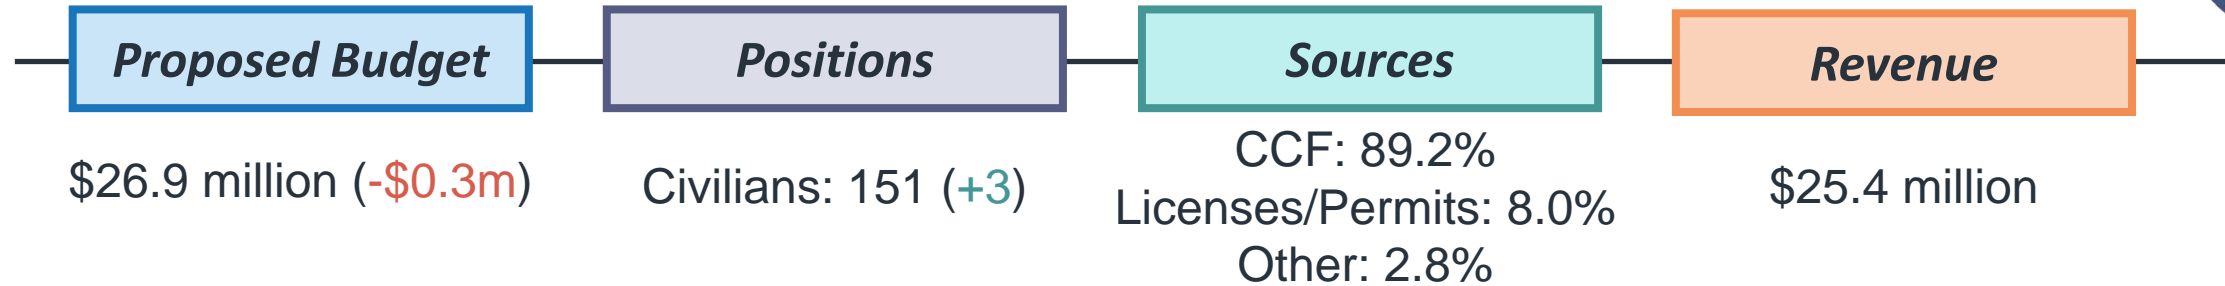 Proposed Budget
$26.9 million (-$0.3m)
Positions
Civilians: 151 (+3)
Sources
CCF: 89.2%
Licenses/Permits: 8.0%
Other: 2.8%
Revenue
$25.4 million